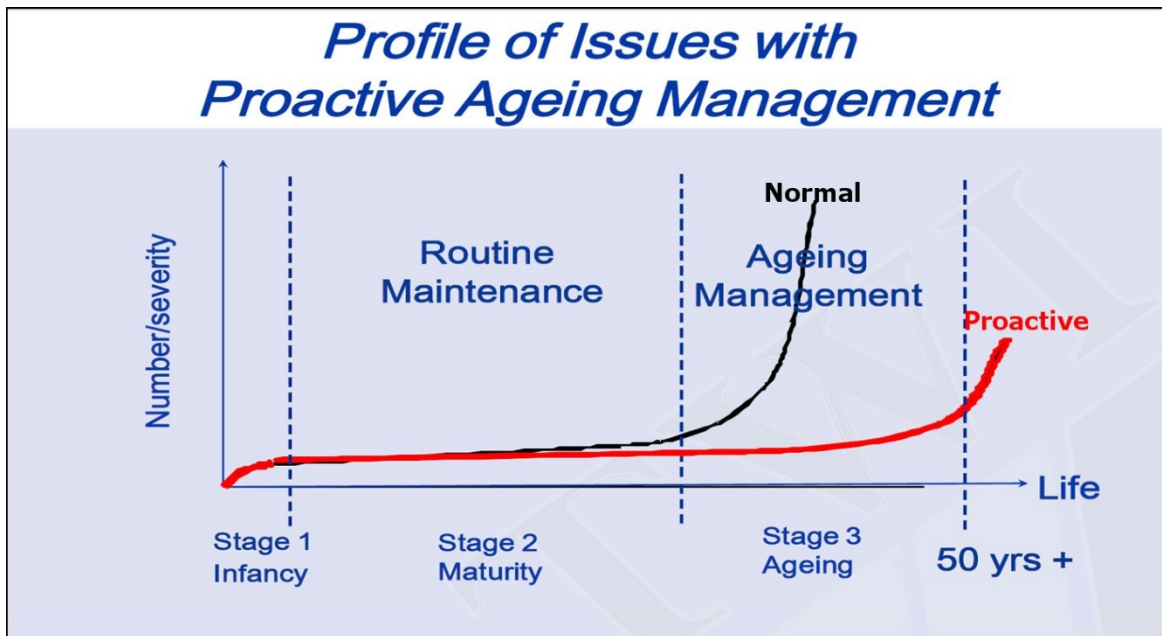 Profile of Issues with
Proactive Ageing Management
Number/severity
Routine
Maintenance
Normal
Ageing
Management
Proactive
Life
Stage 1
Infancy
Stage 2
Maturity
Stage 3
Ageing
50 yrs +
TWI